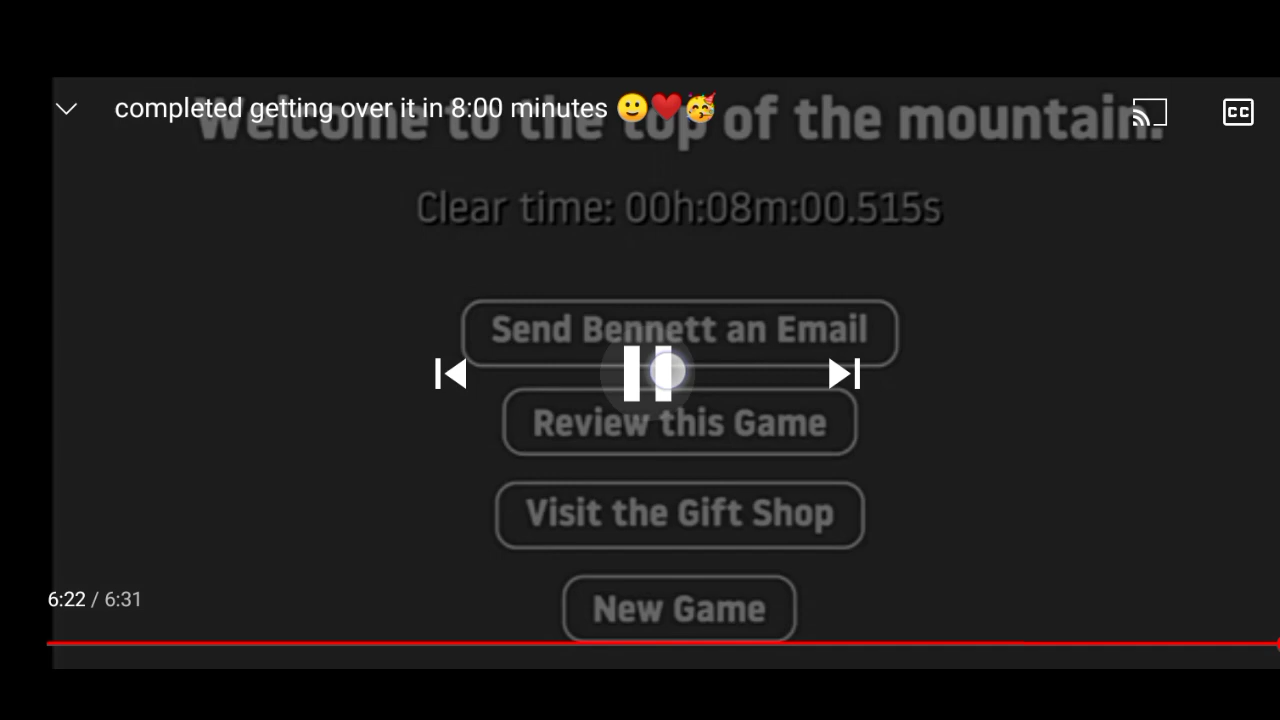 completed getting over it in 8:00 minutes 🙂❤️🥳
Welcome to the top of the mountain.
CC
Clear time: 00h:08m:00.515s
Send Bennett an Email
Review this Game
Visit the Gift Shop
6:22 / 6:31
New Game